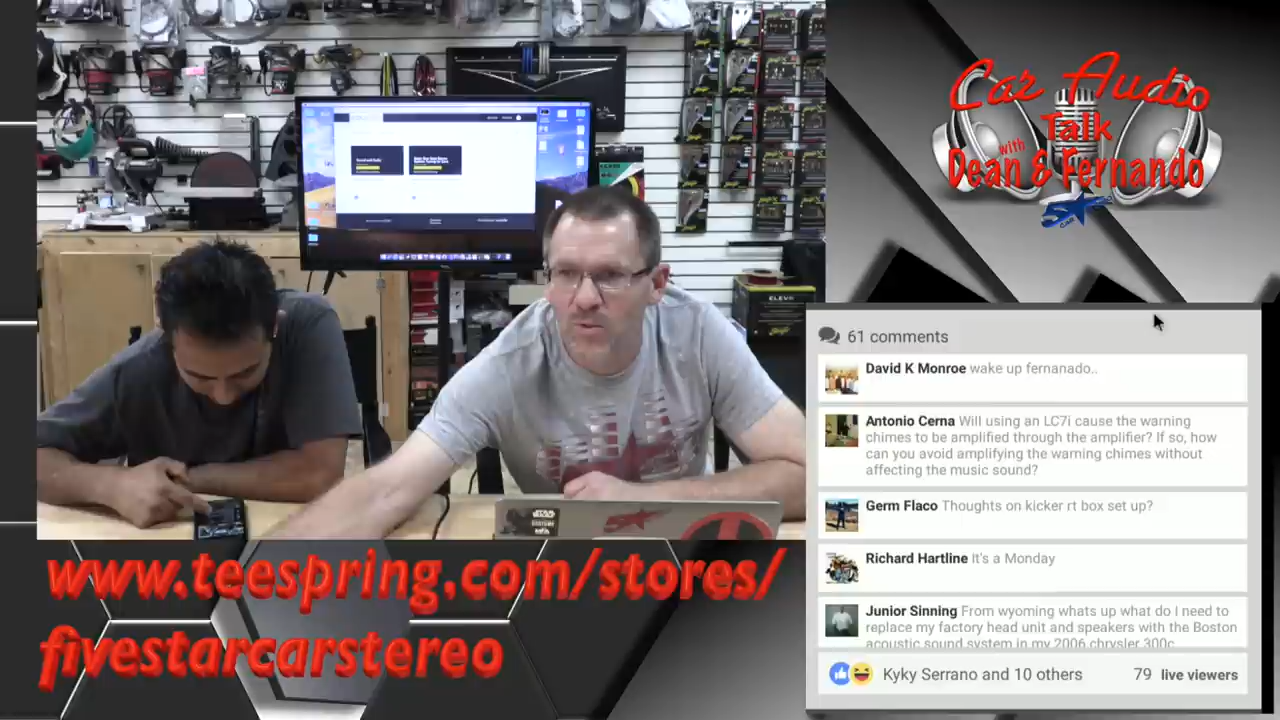 Car Audio
Talk
with
Dean & Fernando
61 comments
David K Monroe wake up fernanado..
Antonio Cerna Will using an LC7i cause the warning
chimes to be amplified through the amplifier? If so, how
can you avoid amplifying the warning chimes without
affecting the music sound?
Germ Flaco Thoughts on kicker rt box set up?
Richard Hartline It's a Monday
Junior Sinning From wyoming whats up what do I need to
replace my factory head unit and speakers with the Boston
acoustic sound system in my 2006 chrysler 300c
Kyky Serrano and 10 others
79 live viewers
ELEV8
STAR
WARS
www.teespring.com/stores/
fivestarcarstereo